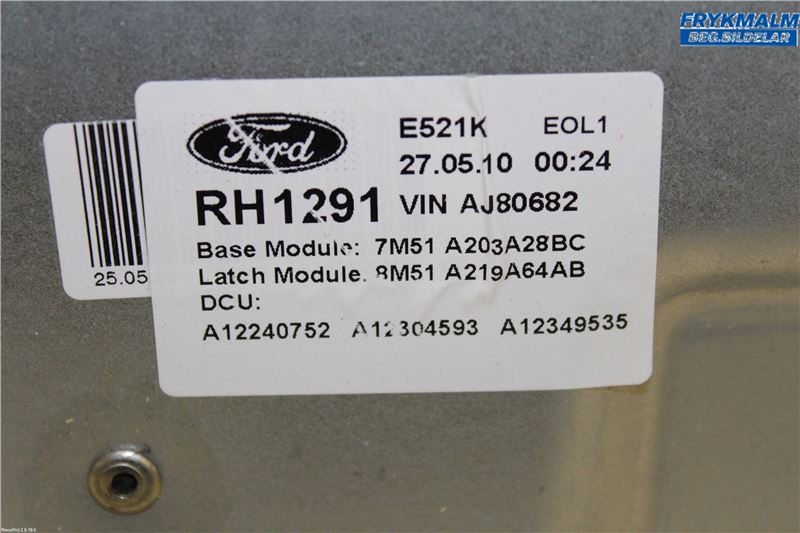 FRYKMALM
BEG.BILDELAR
Ford
E521K EOL1
27.05.10 00:24
RH1291 VIN AJ80682
Base Module: 7M51 A203A28BC
Latch Module: 8M51 A219A64AB
DCU:
A12240752 A12304593 A12349535
25.05